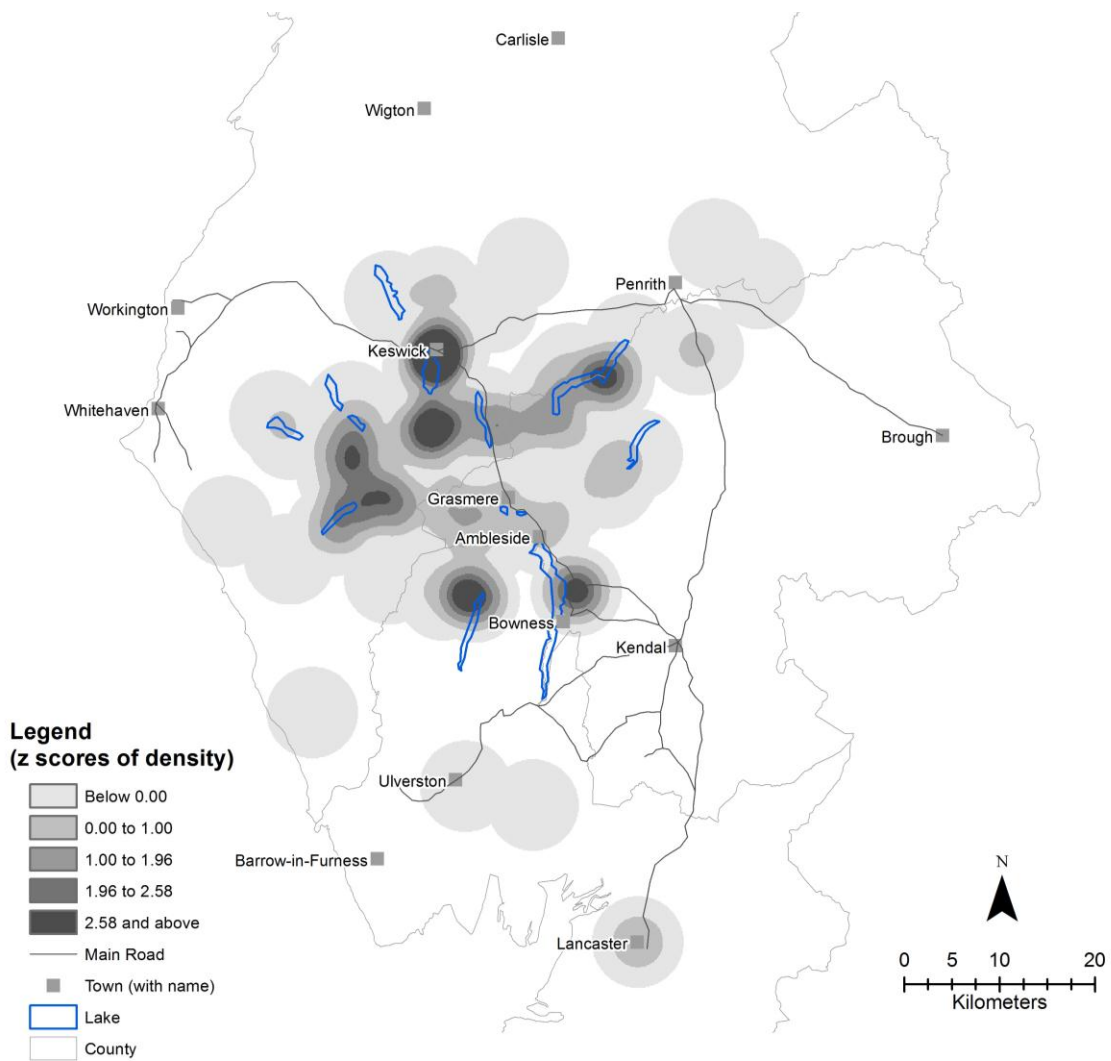 Carlisle
Wigton
Penrith
Workington
Keswick
Whitehaven
Brough
Grasmere
Ambleside
Bowness
Kendal
Legend
(z scores of density)
Below 0.00
0.00 to 1.00
1.00 to 1.96
1.96 to 2.58
2.58 and above
Main Road
Town (with name)
Lake
County
Ulverston
Barrow-in-Furness
Lancaster
N
0 5 10 20
Kilometers